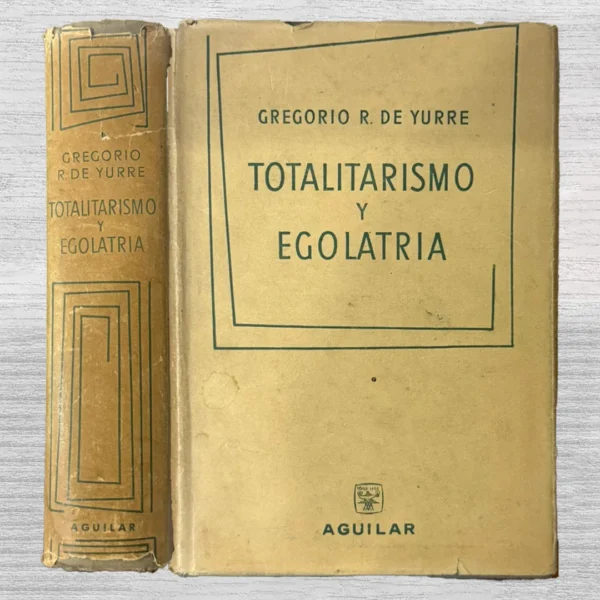 GREGORIO
R. DE YURRE
TOTALITARISMO
Y
EGOLATRIA
AGUILAR
GREGORIO R. DE YURRE
TOTALITARISMO
Y
EGOLATRIA
AGUILAR